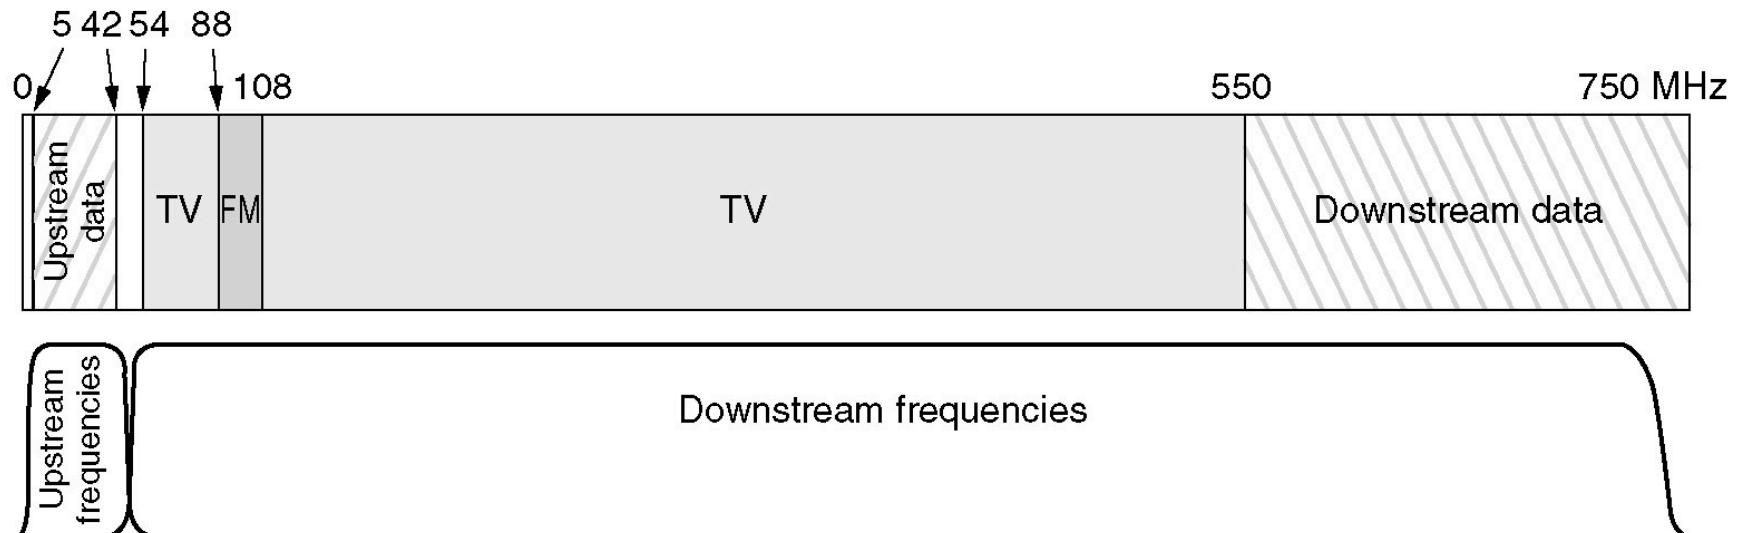 5 42 54 88
0 108 550 750 MHz
Upstream
data
TV FM TV Downstream data
Upstream
frequencies
Downstream frequencies